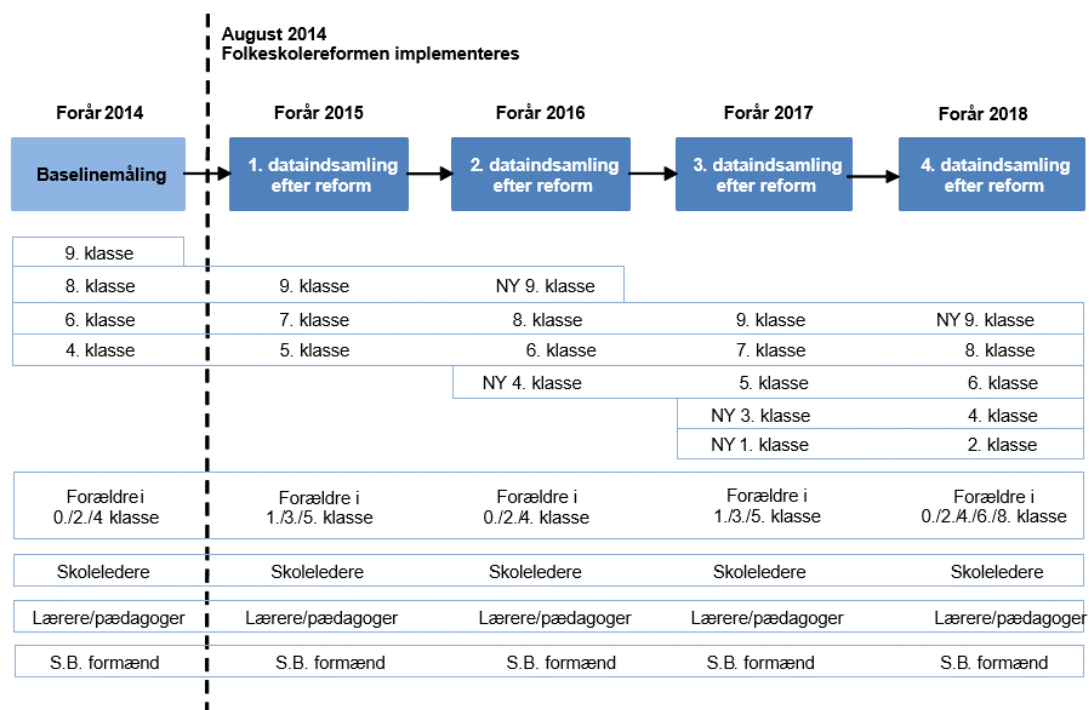 August 2014
Folkeskolereformen implementeres
Forår 2014 Forår 2015 Forår 2016 Forår 2017 Forår 2018
Baselinemåling 1. dataindsamling efter reform 2. dataindsamling efter reform 3. dataindsamling efter reform 4. dataindsamling efter reform
9. klasse
8. klasse 9. klasse NY 9. klasse
6. klasse 7. klasse 8. klasse 9. klasse NY 9. klasse
4. klasse 5. klasse 6. klasse 7. klasse 8. klasse
NY 4. klasse 5. klasse 6. klasse
NY 3. klasse 4. klasse
NY 1. klasse 2. klasse
Forældre i Forældre i Forældre i Forældre i Forældre i
0./2./4 klasse 1./3./5. klasse 0./2./4. klasse 1./3./5. klasse 0./2./4./6./8. klasse
Skoleledere Skoleledere Skoleledere Skoleledere Skoleledere
Lærere/pædagoger Lærere/pædagoger Lærere/pædagoger Lærere/pædagoger Lærere/pædagoger
S.B. formænd S.B. formænd S.B. formænd S.B. formænd S.B. formænd